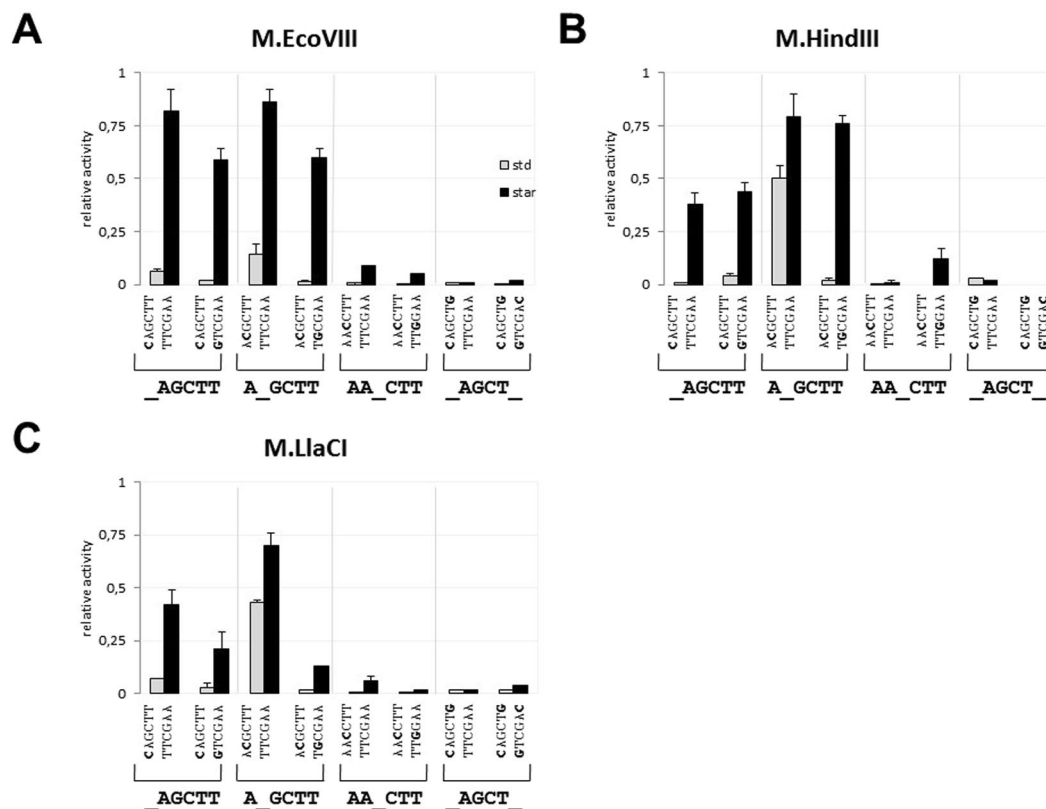 A
M.EcoVIII
relative activity
1
0,75
0,5
0,25
0
std
star
CAGCTT
TTCGAA
CAGCTT
GTCGAA
ACGCTT
TTCGAA
ACGCTT
TGCGAA
AACCTT
TTCGAA
AACCTT
TTGGAA
CAGCTG
TTCGAA
CAGCTG
GTCGAC
_AGCTT A_GCTT AA_CTT _AGCT_
B
M.HindIII
relative activity
1
0,75
0,5
0,25
0
CAGCTT
TTCGAA
CAGCTT
GTCGAA
ACGCTT
TTCGAA
ACGCTT
TGCGAA
AACCTT
TTCGAA
AACCTT
TTGGAA
CAGCTG
TTCGAA
CAGCTG
GTCGAC
_AGCTT A_GCTT AA_CTT _AGCT_
C
M.LlaCI
relative activity
1
0,75
0,5
0,25
0
CAGCTT
TTCGAA
CAGCTT
GTCGAA
ACGCTT
TTCGAA
ACGCTT
TGCGAA
AACCTT
TTCGAA
AACCTT
TTGGAA
CAGCTG
TTCGAA
CAGCTG
GTCGAC
_AGCTT A_GCTT AA_CTT _AGCT_